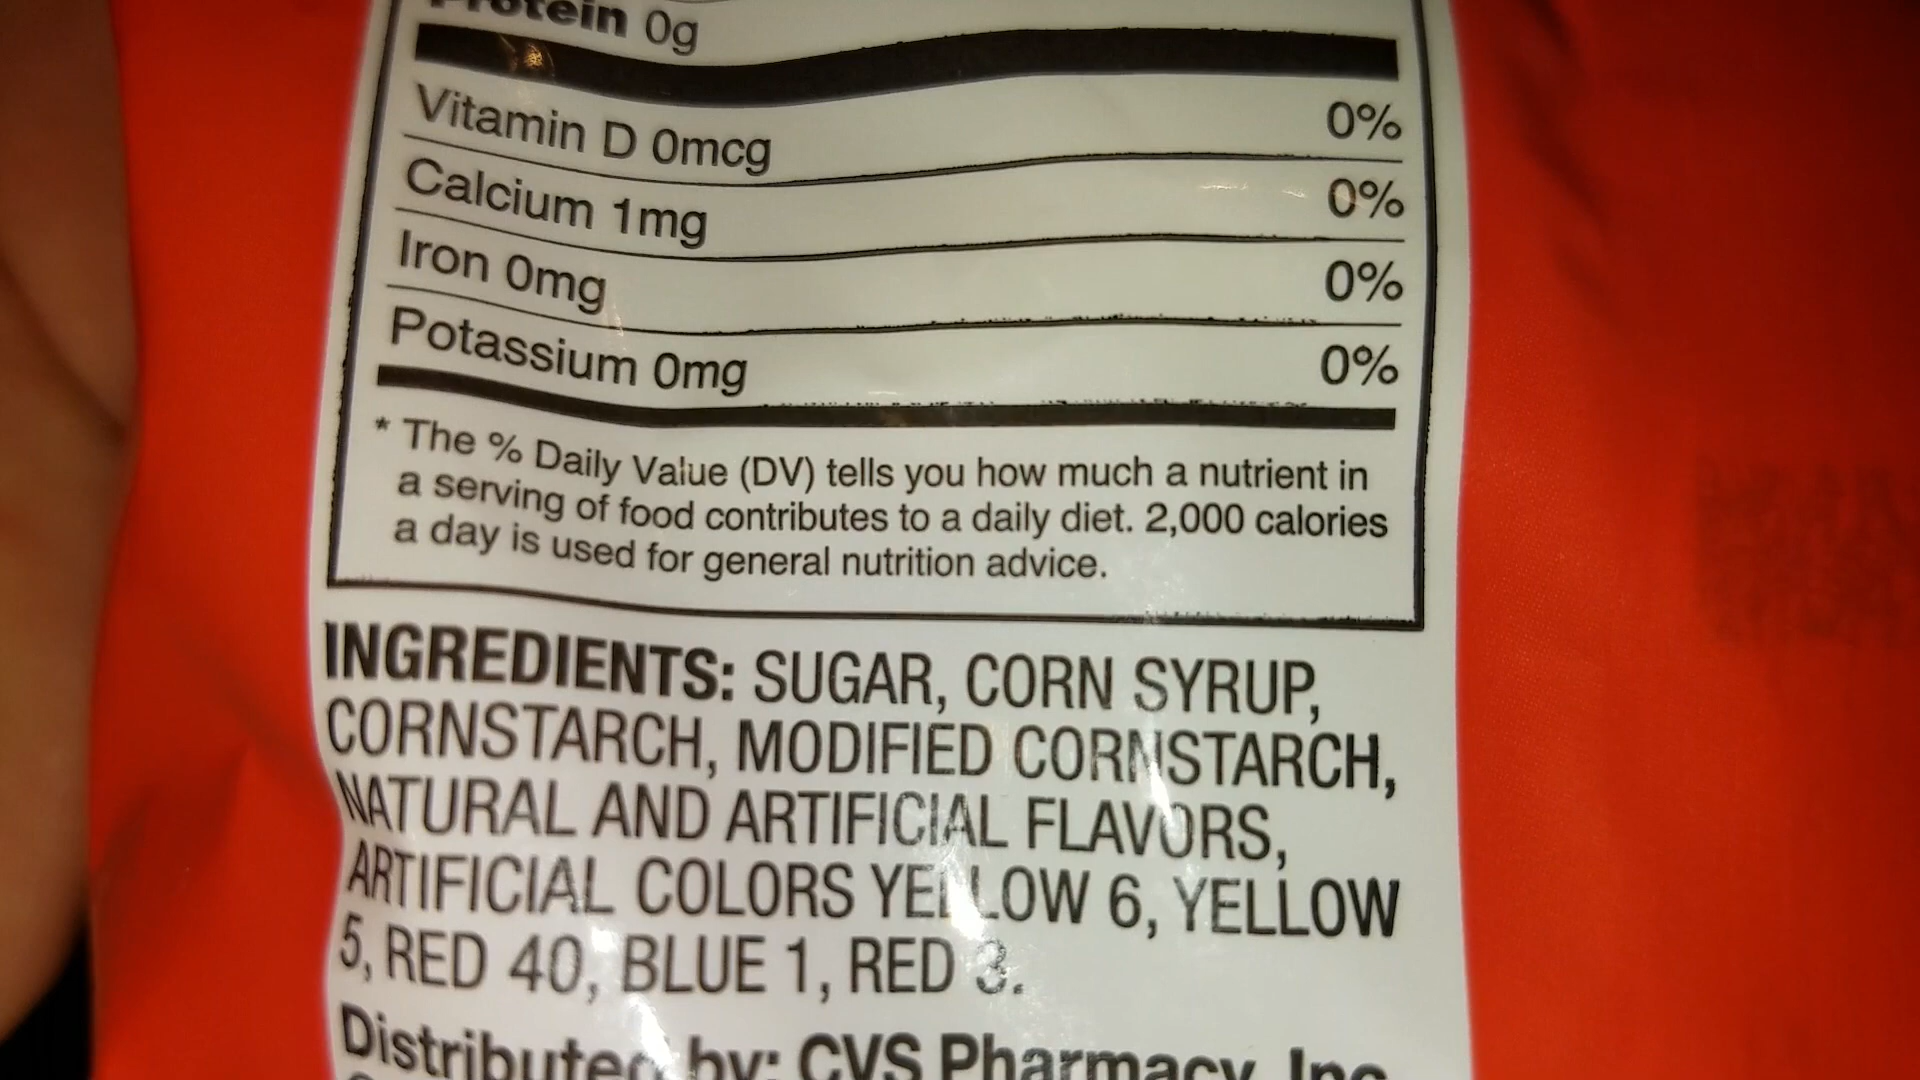 Protein 0g
Vitamin D 0mcg 0%
Calcium 1mg 0%
Iron 0mg 0%
Potassium 0mg 0%
* The % Daily Value (DV) tells you how much a nutrient in
a serving of food contributes to a daily diet. 2,000 calories
a day is used for general nutrition advice.
INGREDIENTS: SUGAR, CORN SYRUP,
CORNSTARCH, MODIFIED CORNSTARCH,
NATURAL AND ARTIFICIAL FLAVORS,
ARTIFICIAL COLORS YELLOW 6, YELLOW
5, RED 40, BLUE 1, RED 3.
Distributed by: CVS Pharmacy, Inc.